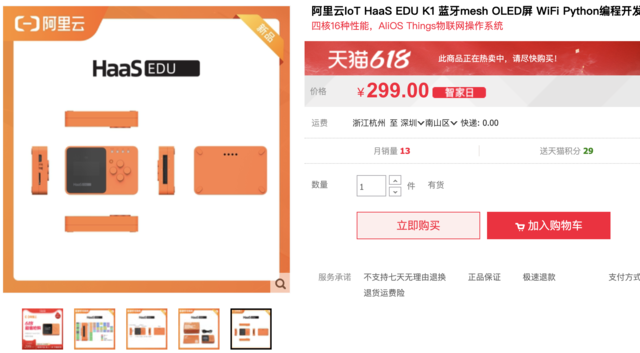 阿里云
新品
HaaS EDU
阿里云IoT HaaS EDU K1 蓝牙mesh OLED屏 WiFi Python编程开发
四核16种性能，AliOS Things物联网操作系统
天猫618
此商品正在热卖中，请尽快购买！
价格
¥299.00 智家日
运费
浙江杭州 至 深圳 南山区 快递: 0.00
月销量 13
送天猫积分 29
数量
1
件
有货
立即购买
加入购物车
服务承诺
不支持七天无理由退换
正品保证
极速退款
支付方式
退货运费险